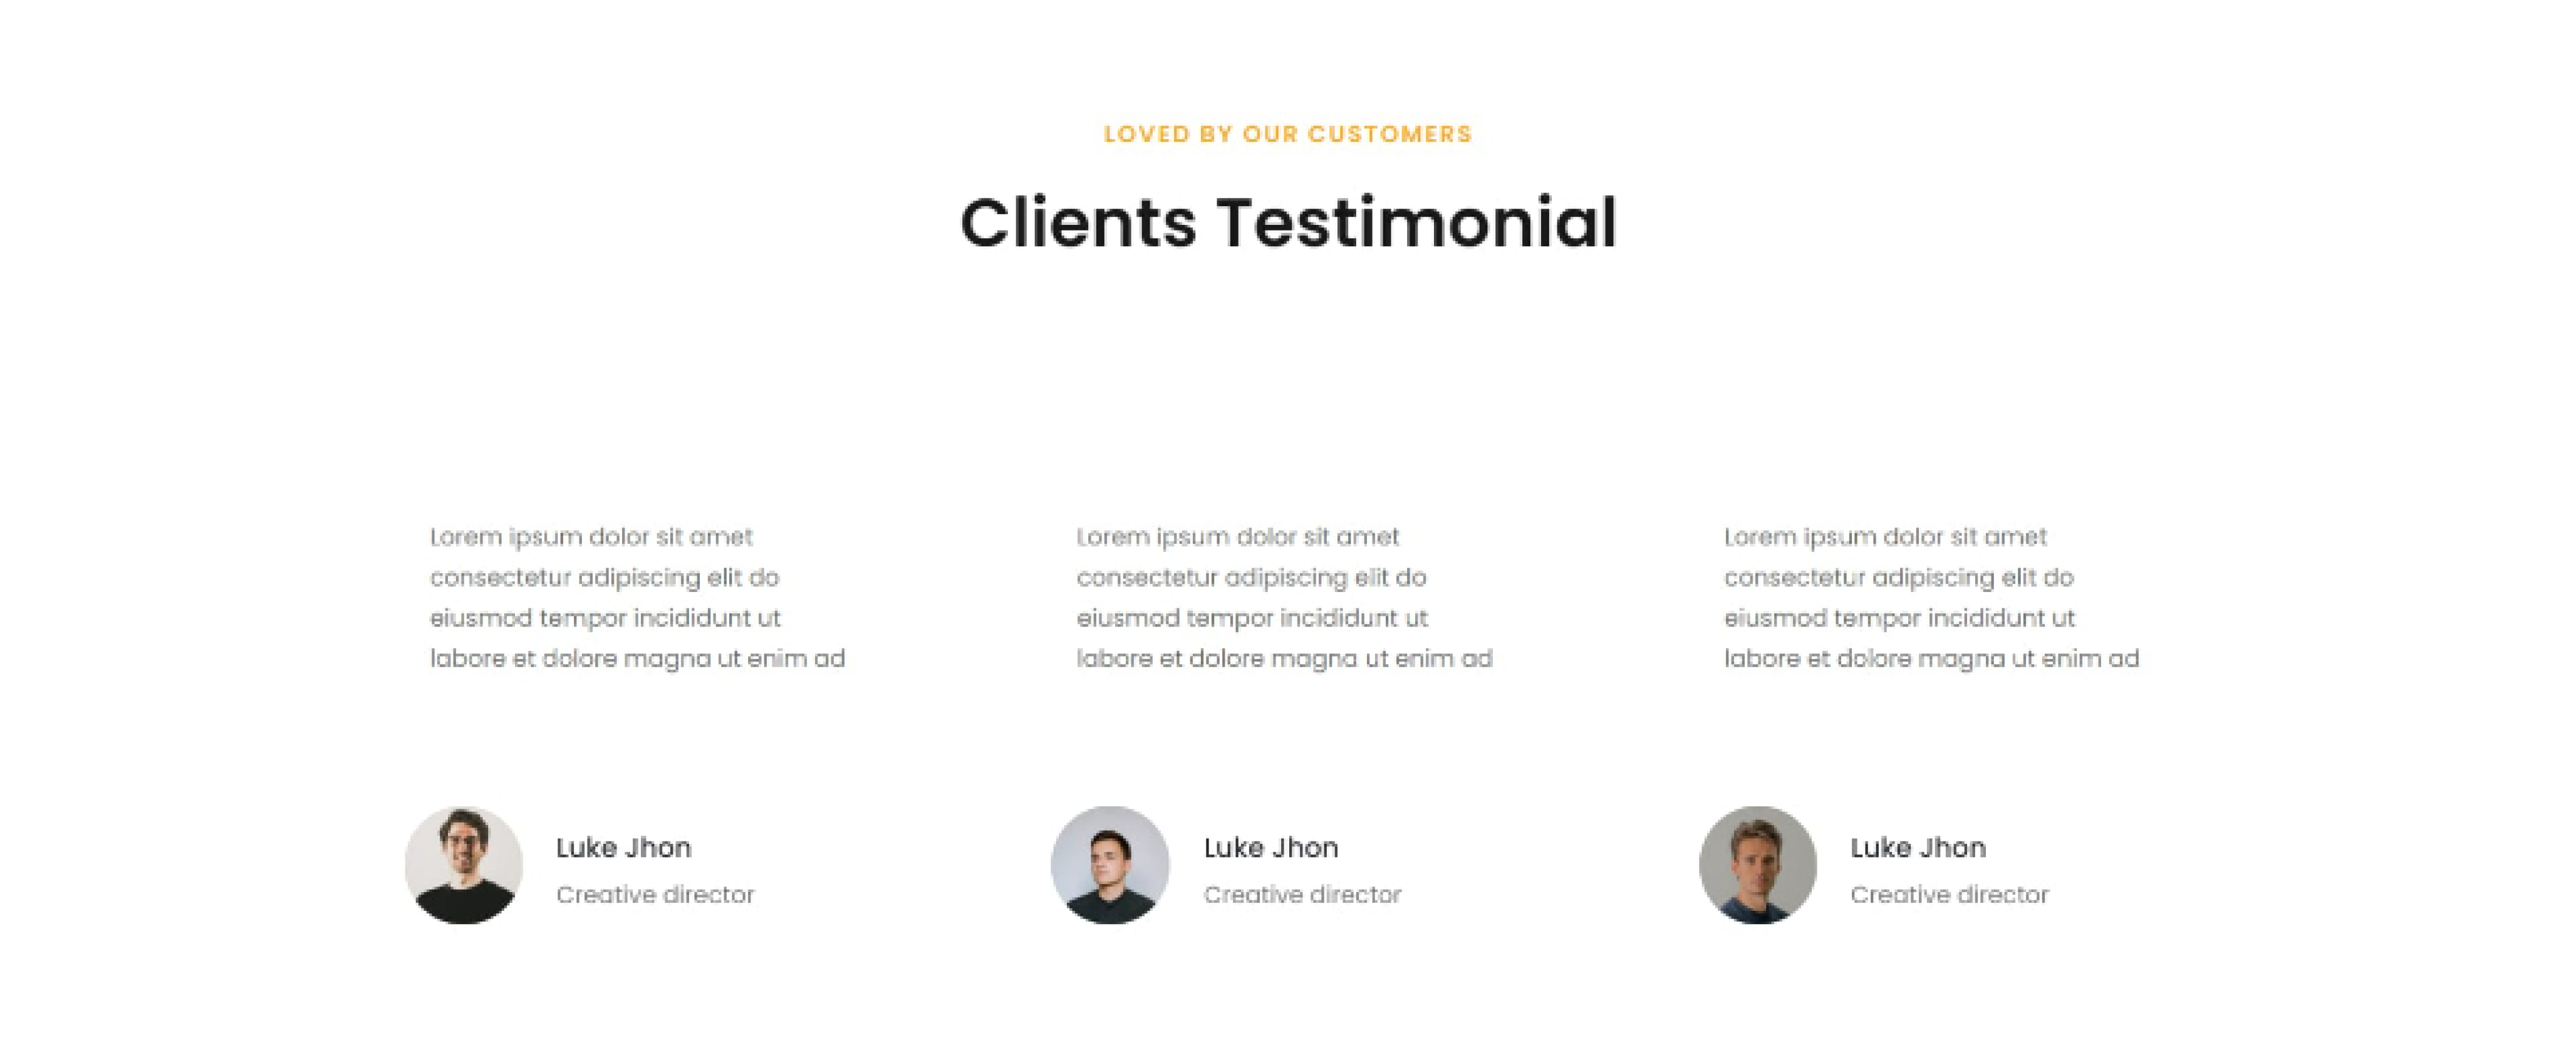 LOVED BY OUR CUSTOMERS
Clients Testimonial
Lorem ipsum dolor sit amet
consectetur adipiscing elit do
eiusmod tempor incididunt ut
labore et dolore magna ut enim ad
Luke Jhon
Creative director
Lorem ipsum dolor sit amet
consectetur adipiscing elit do
eiusmod tempor incididunt ut
labore et dolore magna ut enim ad
Luke Jhon
Creative director
Lorem ipsum dolor sit amet
consectetur adipiscing elit do
eiusmod tempor incididunt ut
labore et dolore magna ut enim ad
Luke Jhon
Creative director